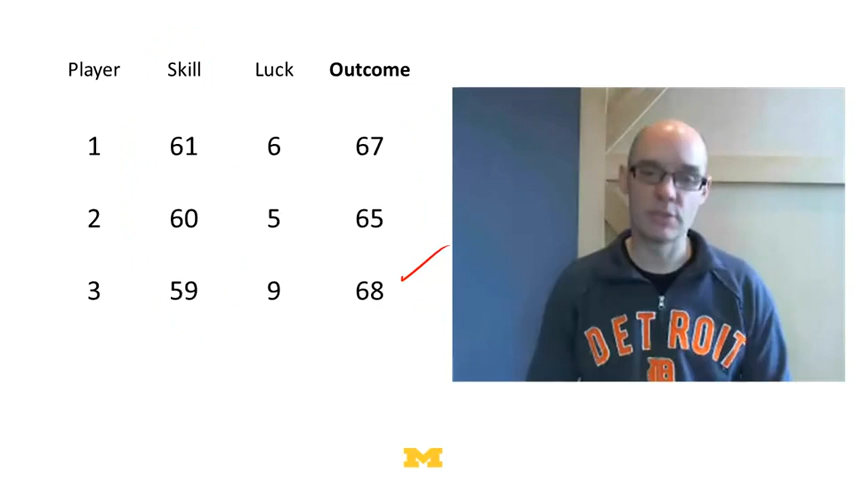 Player Skill Luck Outcome
1 61 6 67
2 60 5 65
3 59 9 68
DETROIT
D
M